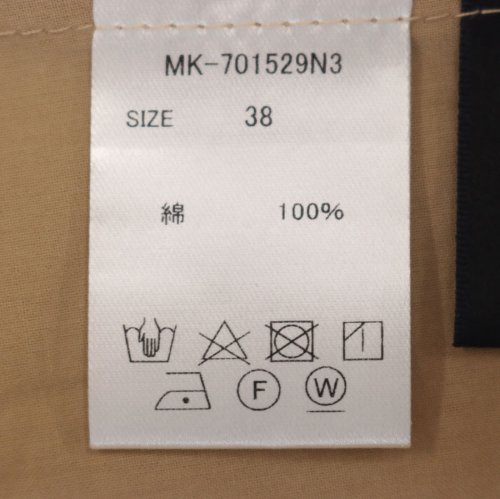 MK-701529N3
SIZE 38
綿 100%
F W